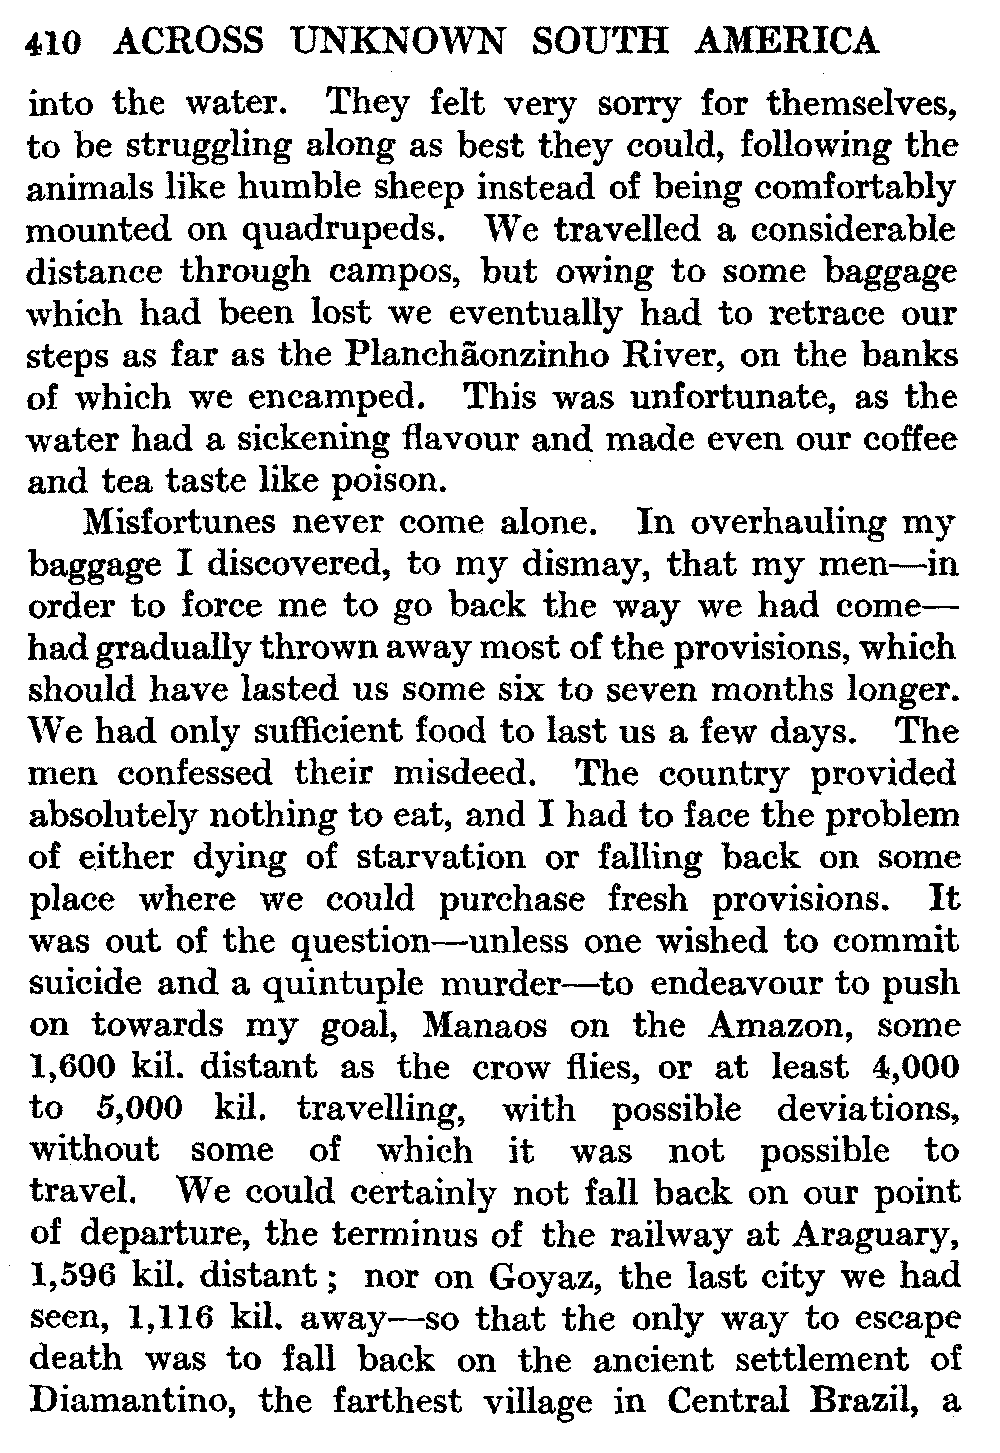 410 ACROSS UNKNOWN SOUTH AMERICA
into the water. They felt very sorry for themselves,
to be struggling along as best they could, following the
animals like humble sheep instead of being comfortably
mounted on quadrupeds. We travelled a considerable
distance through campos, but owing to some baggage
which had been lost we eventually had to retrace our
steps as far as the Planchãonzinho River, on the banks
of which we encamped. This was unfortunate, as the
water had a sickening flavour and made even our coffee
and tea taste like poison.
Misfortunes never come alone. In overhauling my
baggage I discovered, to my dismay, that my men—in
order to force me to go back the way we had come—
had gradually thrown away most of the provisions, which
should have lasted us some six to seven months longer.
We had only sufficient food to last us a few days. The
men confessed their misdeed. The country provided
absolutely nothing to eat, and I had to face the problem
of either dying of starvation or falling back on some
place where we could purchase fresh provisions. It
was out of the question—unless one wished to commit
suicide and a quintuple murder—to endeavour to push
on towards my goal, Manaos on the Amazon, some
1,600 kil. distant as the crow flies, or at least 4,000
to 5,000 kil. travelling, with possible deviations,
without some of which it was not possible to
travel. We could certainly not fall back on our point
of departure, the terminus of the railway at Araguary,
1,596 kil. distant; nor on Goyaz, the last city we had
seen, 1,116 kil. away—so that the only way to escape
death was to fall back on the ancient settlement of
Diamantino, the farthest village in Central Brazil, a